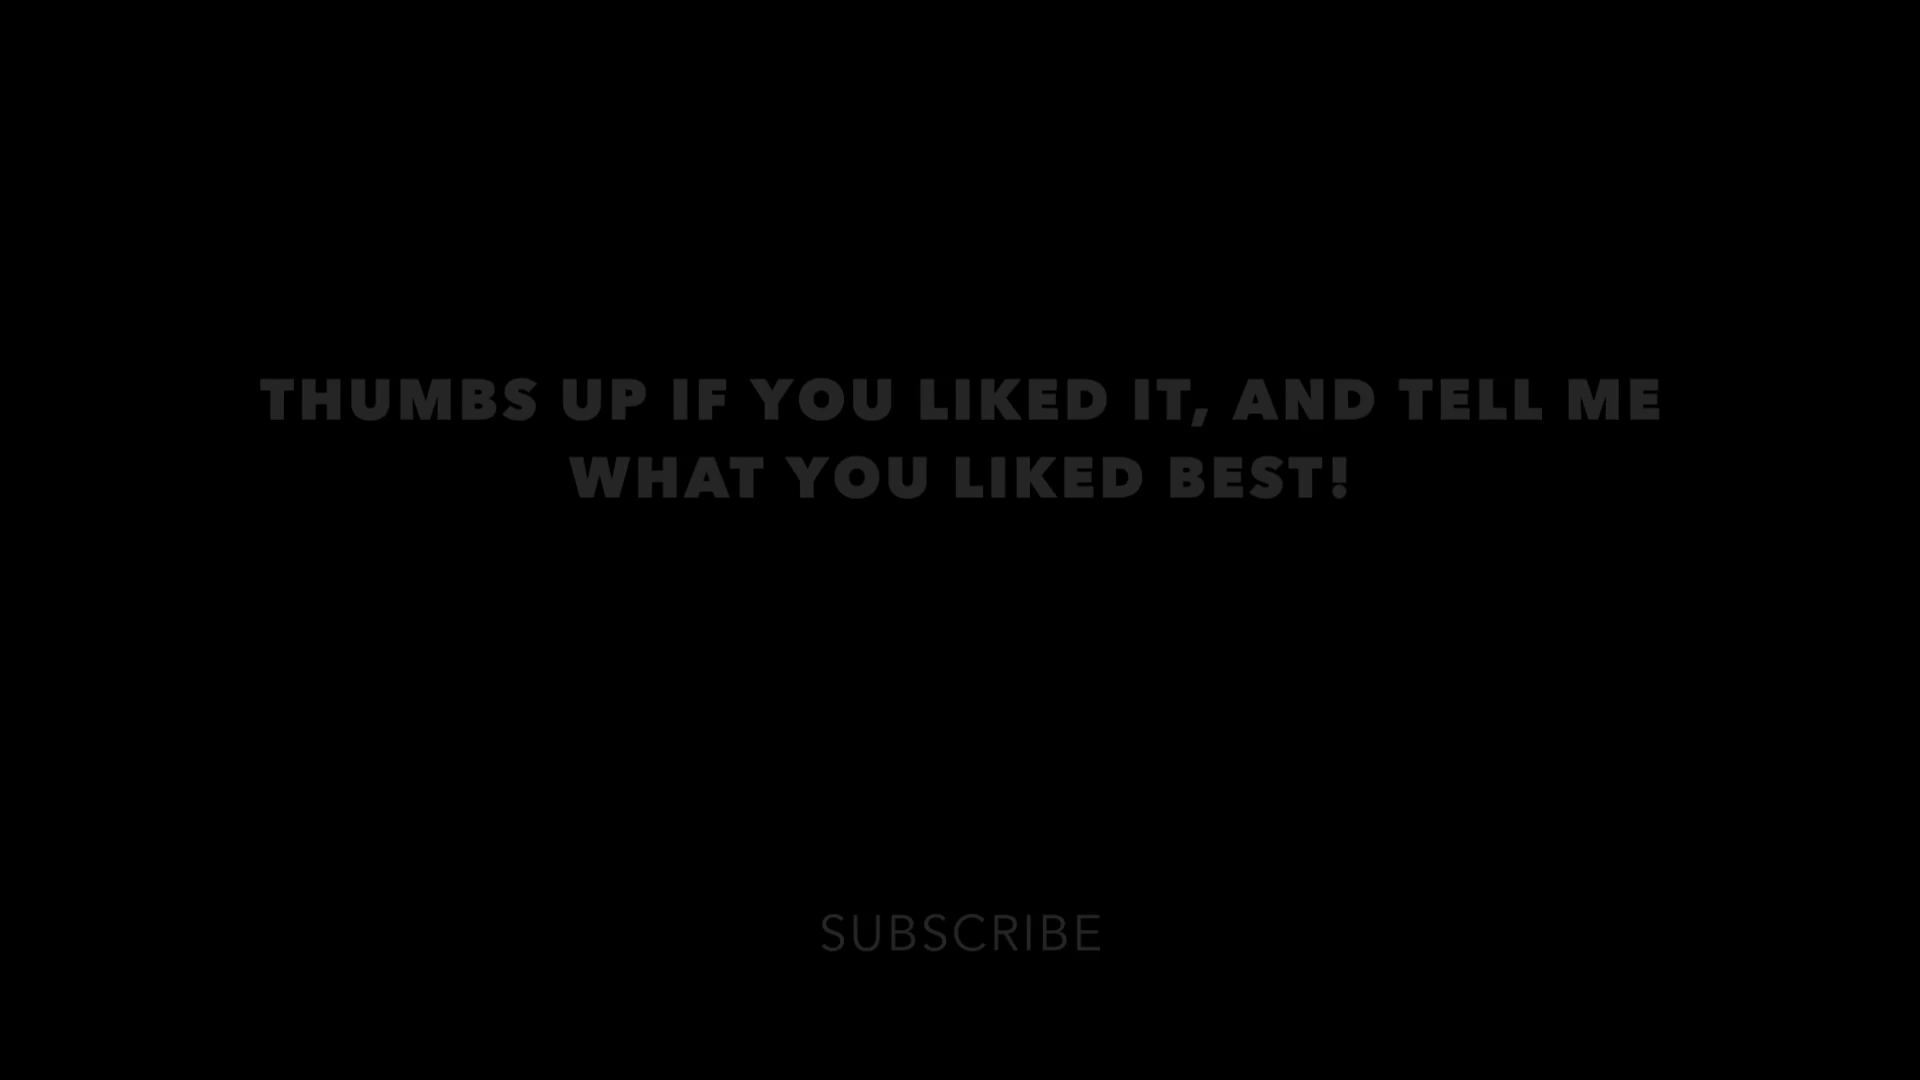 THUMBS UP IF YOU LIKED IT, AND TELL ME
WHAT YOU LIKED BEST!
SUBSCRIBE